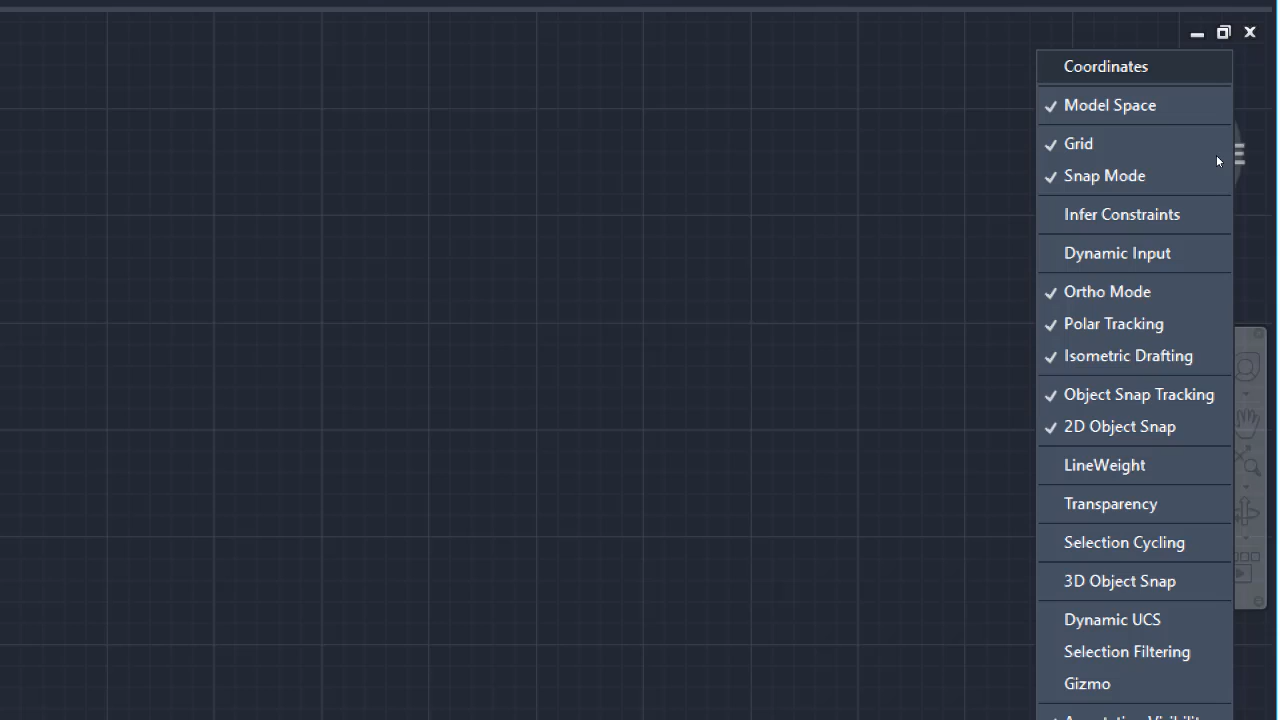 Coordinates
Model Space
Grid
Snap Mode
Infer Constraints
Dynamic Input
Ortho Mode
Polar Tracking
Isometric Drafting
Object Snap Tracking
2D Object Snap
LineWeight
Transparency
Selection Cycling
3D Object Snap
Dynamic UCS
Selection Filtering
Gizmo